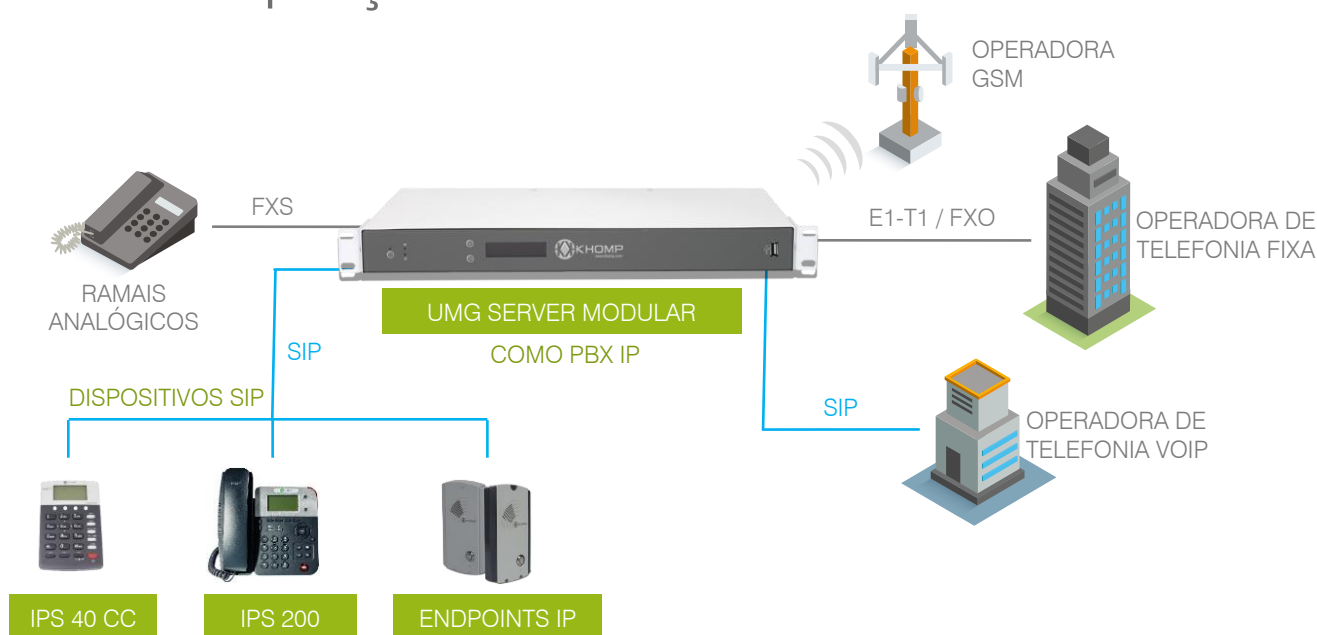 OPERADORA
GSM
FXS
E1-T1 / FXO
KHOMP
OPERADORA DE
TELEFONIA FIXA
RAMAIS
ANALÓGICOS
UMG SERVER MODULAR
COMO PBX IP
SIP
DISPOSITIVOS SIP
SIP
OPERADORA DE
TELEFONIA VOIP
IPS 40 CC
IPS 200
ENDPOINTS IP